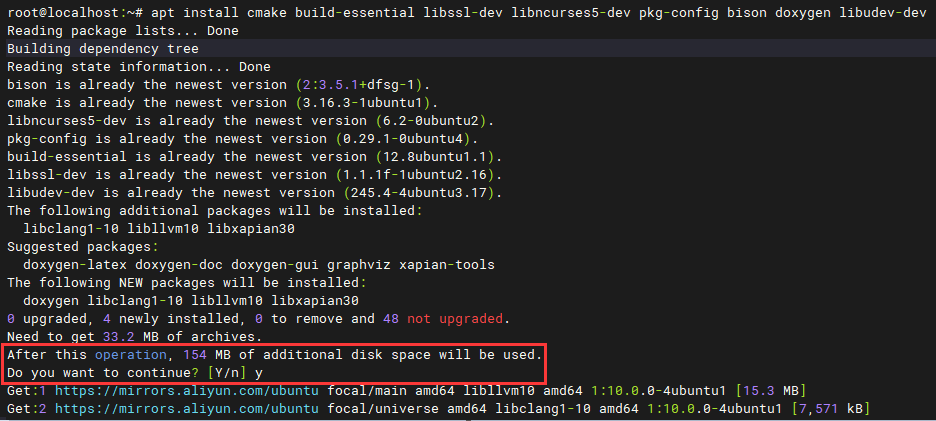 root@localhost:~# apt install cmake build-essential libssl-dev libncurses5-dev pkg-config bison doxygen libudev-dev
Reading package lists... Done
Building dependency tree
Reading state information... Done
bison is already the newest version (2:3.5.1+dfsg-1).
cmake is already the newest version (3.16.3-1ubuntu1).
libncurses5-dev is already the newest version (6.2-0ubuntu2).
pkg-config is already the newest version (0.29.1-0ubuntu4).
build-essential is already the newest version (12.8ubuntu1.1).
libssl-dev is already the newest version (1.1.1f-1ubuntu2.16).
libudev-dev is already the newest version (245.4-4ubuntu3.17).
The following additional packages will be installed:
  libclang1-10 libllvm10 libxapian30
Suggested packages:
  doxygen-latex doxygen-doc doxygen-gui graphviz xapian-tools
The following NEW packages will be installed:
  doxygen libclang1-10 libllvm10 libxapian30
0 upgraded, 4 newly installed, 0 to remove and 48 not upgraded.
Need to get 33.2 MB of archives.
After this operation, 154 MB of additional disk space will be used.
Do you want to continue? [Y/n] y
Get:1 https://mirrors.aliyun.com/ubuntu focal/main amd64 libllvm10 amd64 1:10.0.0-4ubuntu1 [15.3 MB]
Get:2 https://mirrors.aliyun.com/ubuntu focal/universe amd64 libclang1-10 amd64 1:10.0.0-4ubuntu1 [7,571 kB]